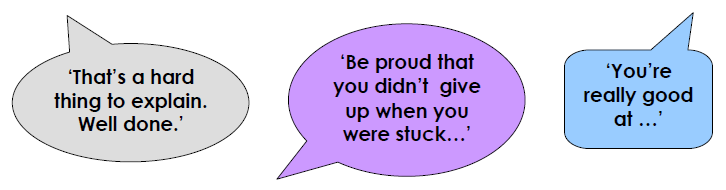 ‘That’s a hard
thing to explain.
Well done.’
‘Be proud that
you didn’t give
up when you
were stuck…’
‘You’re
really good
at …’